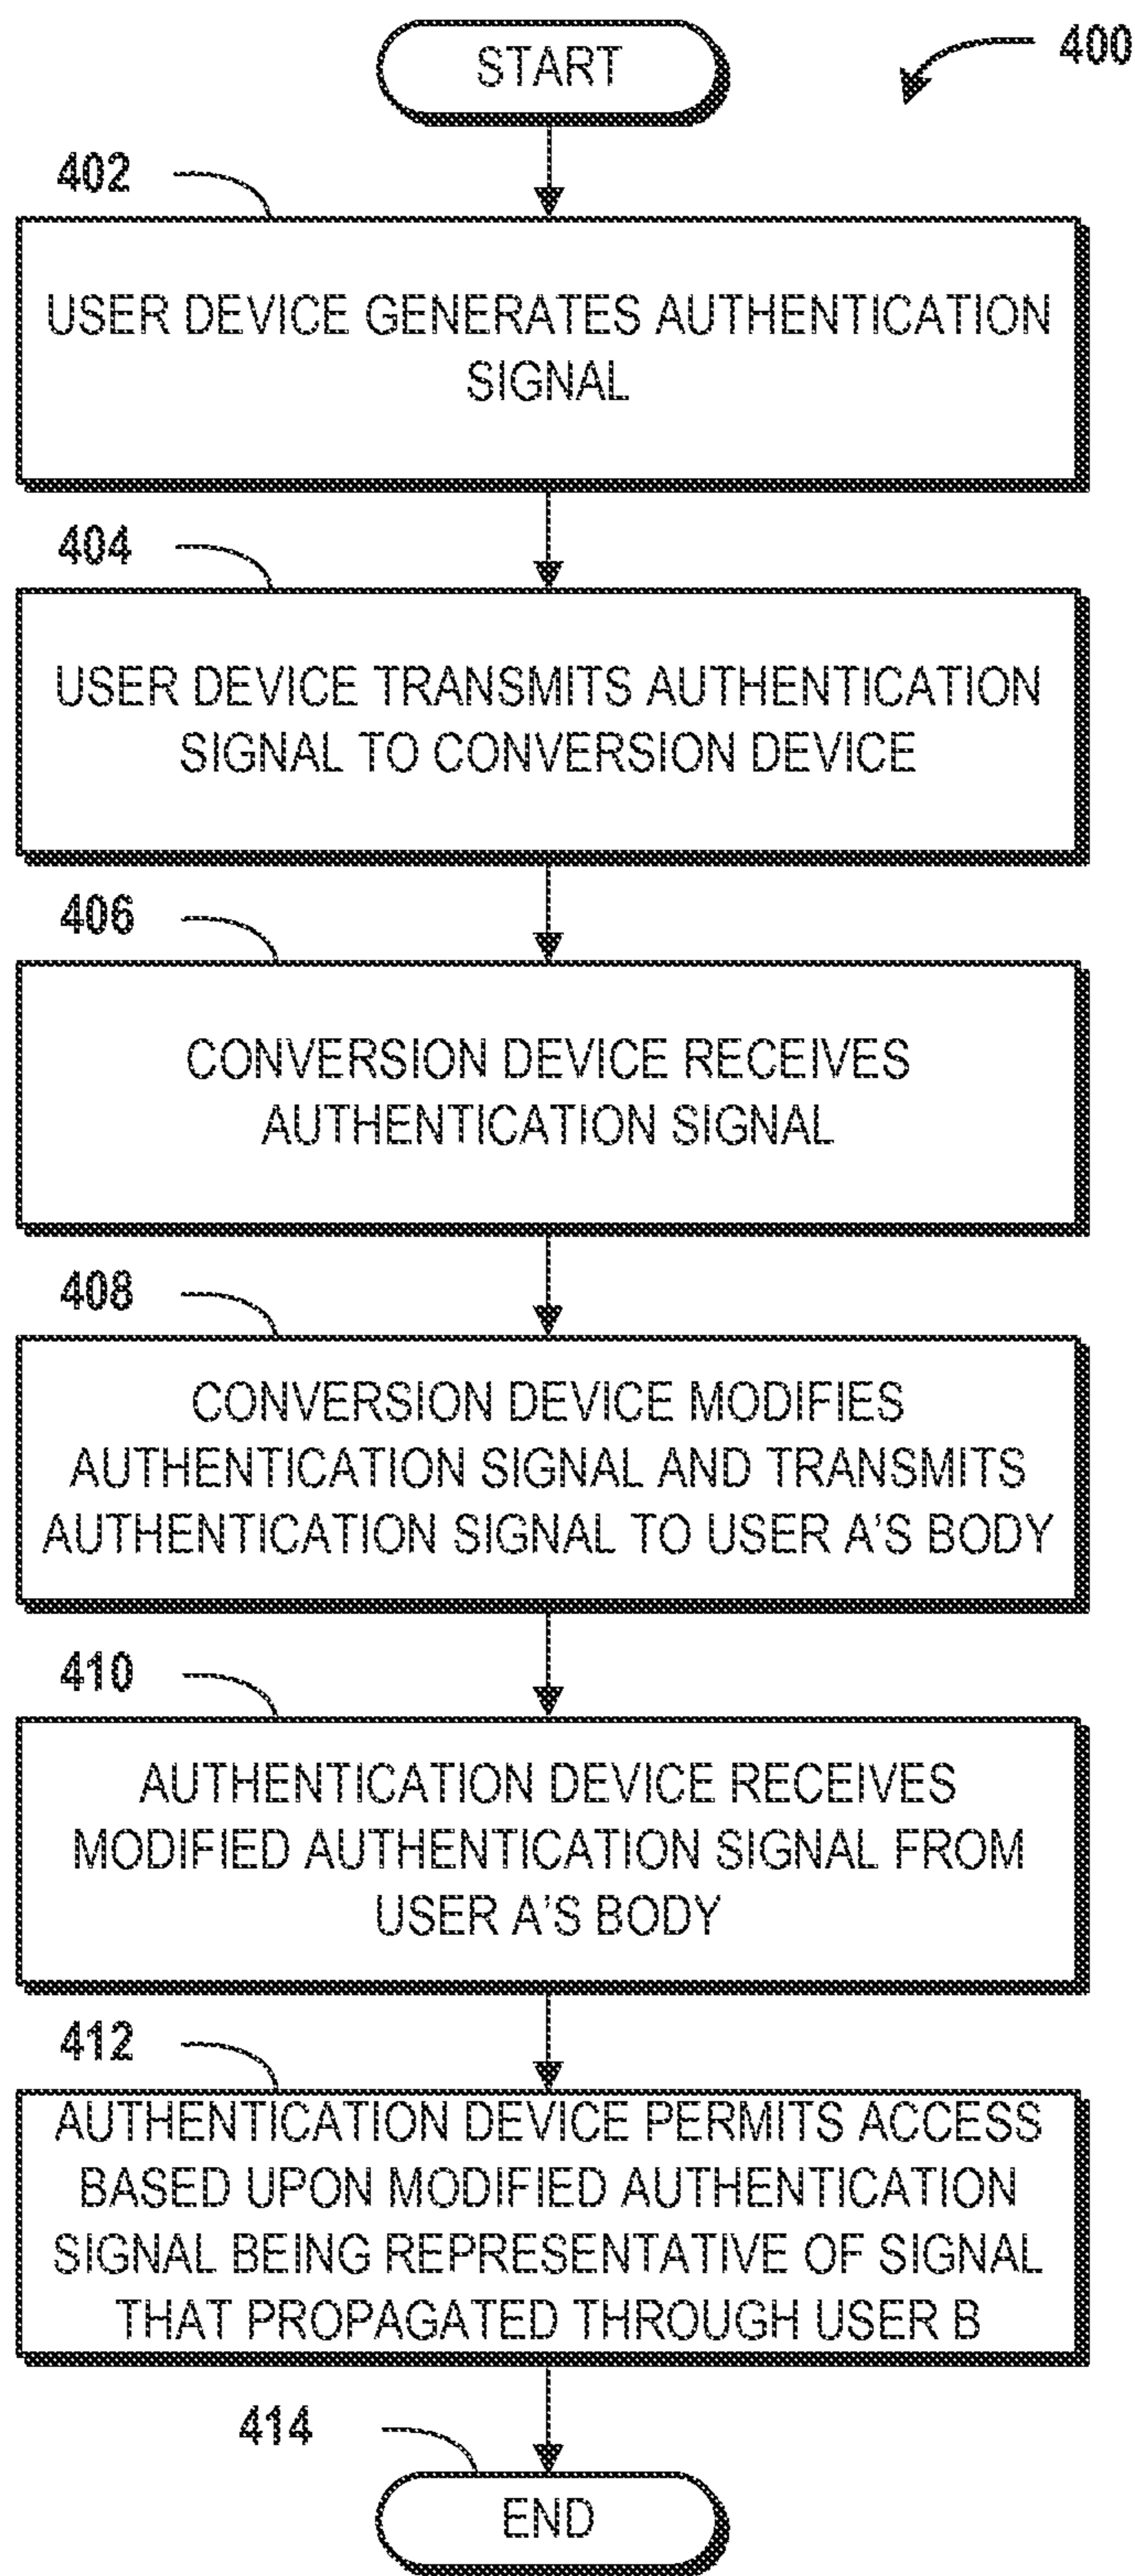 START
400
402
USER DEVICE GENERATES AUTHENTICATION
SIGNAL
404
USER DEVICE TRANSMITS AUTHENTICATION
SIGNAL TO CONVERSION DEVICE
406
CONVERSION DEVICE RECEIVES
AUTHENTICATION SIGNAL
408
CONVERSION DEVICE MODIFIES
AUTHENTICATION SIGNAL AND TRANSMITS
AUTHENTICATION SIGNAL TO USER A'S BODY
410
AUTHENTICATION DEVICE RECEIVES
MODIFIED AUTHENTICATION SIGNAL FROM
USER A'S BODY
412
AUTHENTICATION DEVICE PERMITS ACCESS
BASED UPON MODIFIED AUTHENTICATION
SIGNAL BEING REPRESENTATIVE OF SIGNAL
THAT PROPAGATED THROUGH USER B
414
END